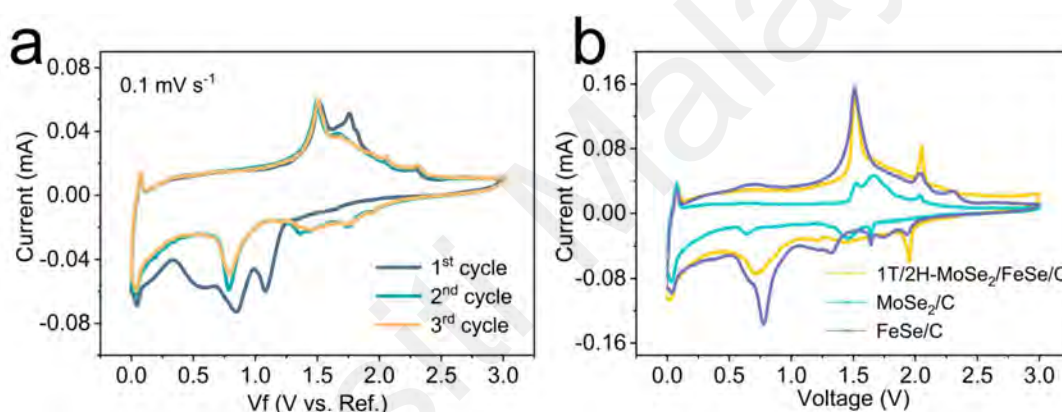 a
0.1 mV s⁻¹
0.08
0.04
0.00
-0.04
-0.08
Current (mA)
1st cycle
2nd cycle
3rd cycle
0.0 0.5 1.0 1.5 2.0 2.5 3.0
Vf (V vs. Ref.)
b
0.16
0.08
0.00
-0.08
-0.16
Current (mA)
1T/2H-MoSe₂/FeSe/C
MoSe₂/C
FeSe/C
0.0 0.5 1.0 1.5 2.0 2.5 3.0
Voltage (V)